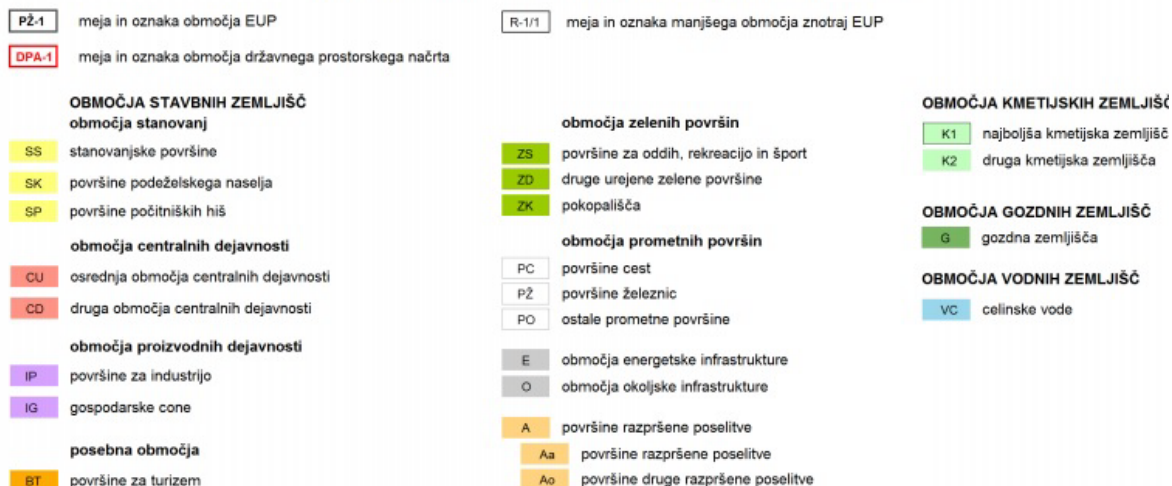 PŽ-1 meja in oznaka območja EUP
DPA-1 meja in oznaka območja državnega prostorskega načrta
OBMOČJA STAVBNIH ZEMLJIŠČ
območja stanovanj
SS stanovanjske površine
SK površine podeželskega naselja
SP površine počitniških hiš
območja centralnih dejavnosti
CU osrednja območja centralnih dejavnosti
CD druga območja centralnih dejavnosti
območja proizvodnih dejavnosti
IP površine za industrijo
IG gospodarske cone
posebna območja
BT površine za turizem
R-1/1 meja in oznaka manjšega območja znotraj EUP
območja zelenih površin
ZS površine za oddih, rekreacijo in šport
ZD druge urejene zelene površine
ZK pokopališča
območja prometnih površin
PC površine cest
PŽ površine železnic
PO ostale prometne površine
E območja energetske infrastrukture
O območja okoljske infrastrukture
A površine razpršene poselitve
Aa površine razpršene poselitve
Ao površine druge razpršene poselitve
OBMOČJA KMETIJSKIH ZEMLJIŠČ
K1 najboljša kmetijska zemljišč
K2 druga kmetijska zemljišča
OBMOČJA GOZDNIH ZEMLJIŠČ
G gozdna zemljišča
OBMOČJA VODNIH ZEMLJIŠČ
VC celinske vode